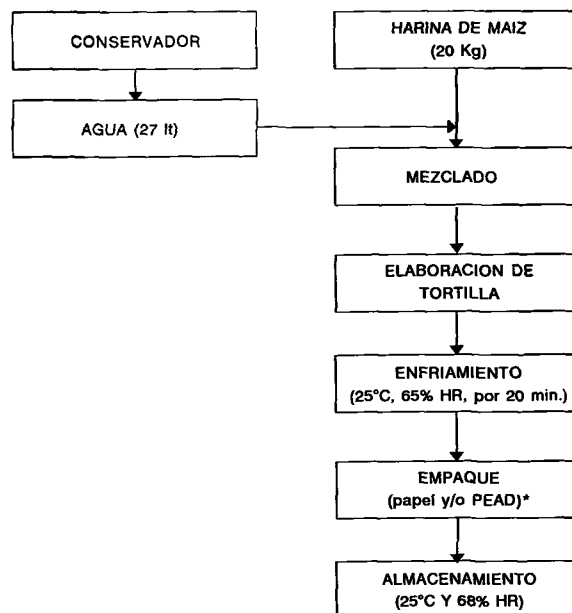 CONSERVADOR
AGUA (27 lt)
HARINA DE MAIZ
(20 Kg)
MEZCLADO
ELABORACION DE
TORTILLA
ENFRIAMIENTO
(25°C, 65% HR, por 20 min.)
EMPAQUE
(papel y/o PEAD)*
ALMACENAMIENTO
(25°C Y 68% HR)